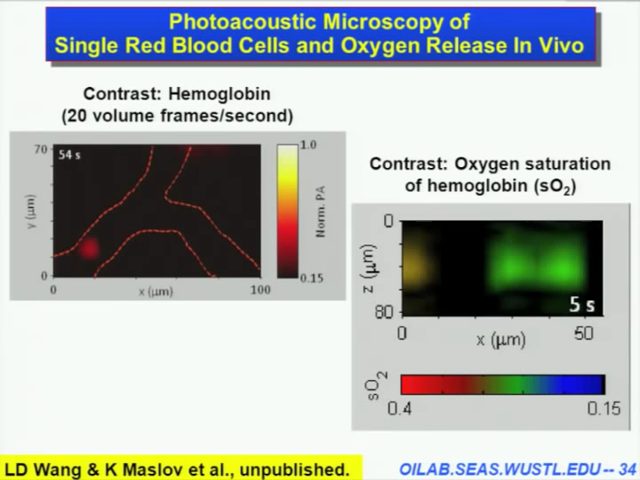 Photoacoustic Microscopy of
Single Red Blood Cells and Oxygen Release In Vivo
Contrast: Hemoglobin
(20 volume frames/second)
70
54 s
y (µm)
0
0
x (µm)
100
1.0
Norm. PA
0.15
Contrast: Oxygen saturation
of hemoglobin (sO₂)
0
z (µm)
80
5 s
0
x (µm)
50
sO₂
0.4
0.15
LD Wang & K Maslov et al., unpublished.
OILAB.SEAS.WUSTL.EDU -- 34